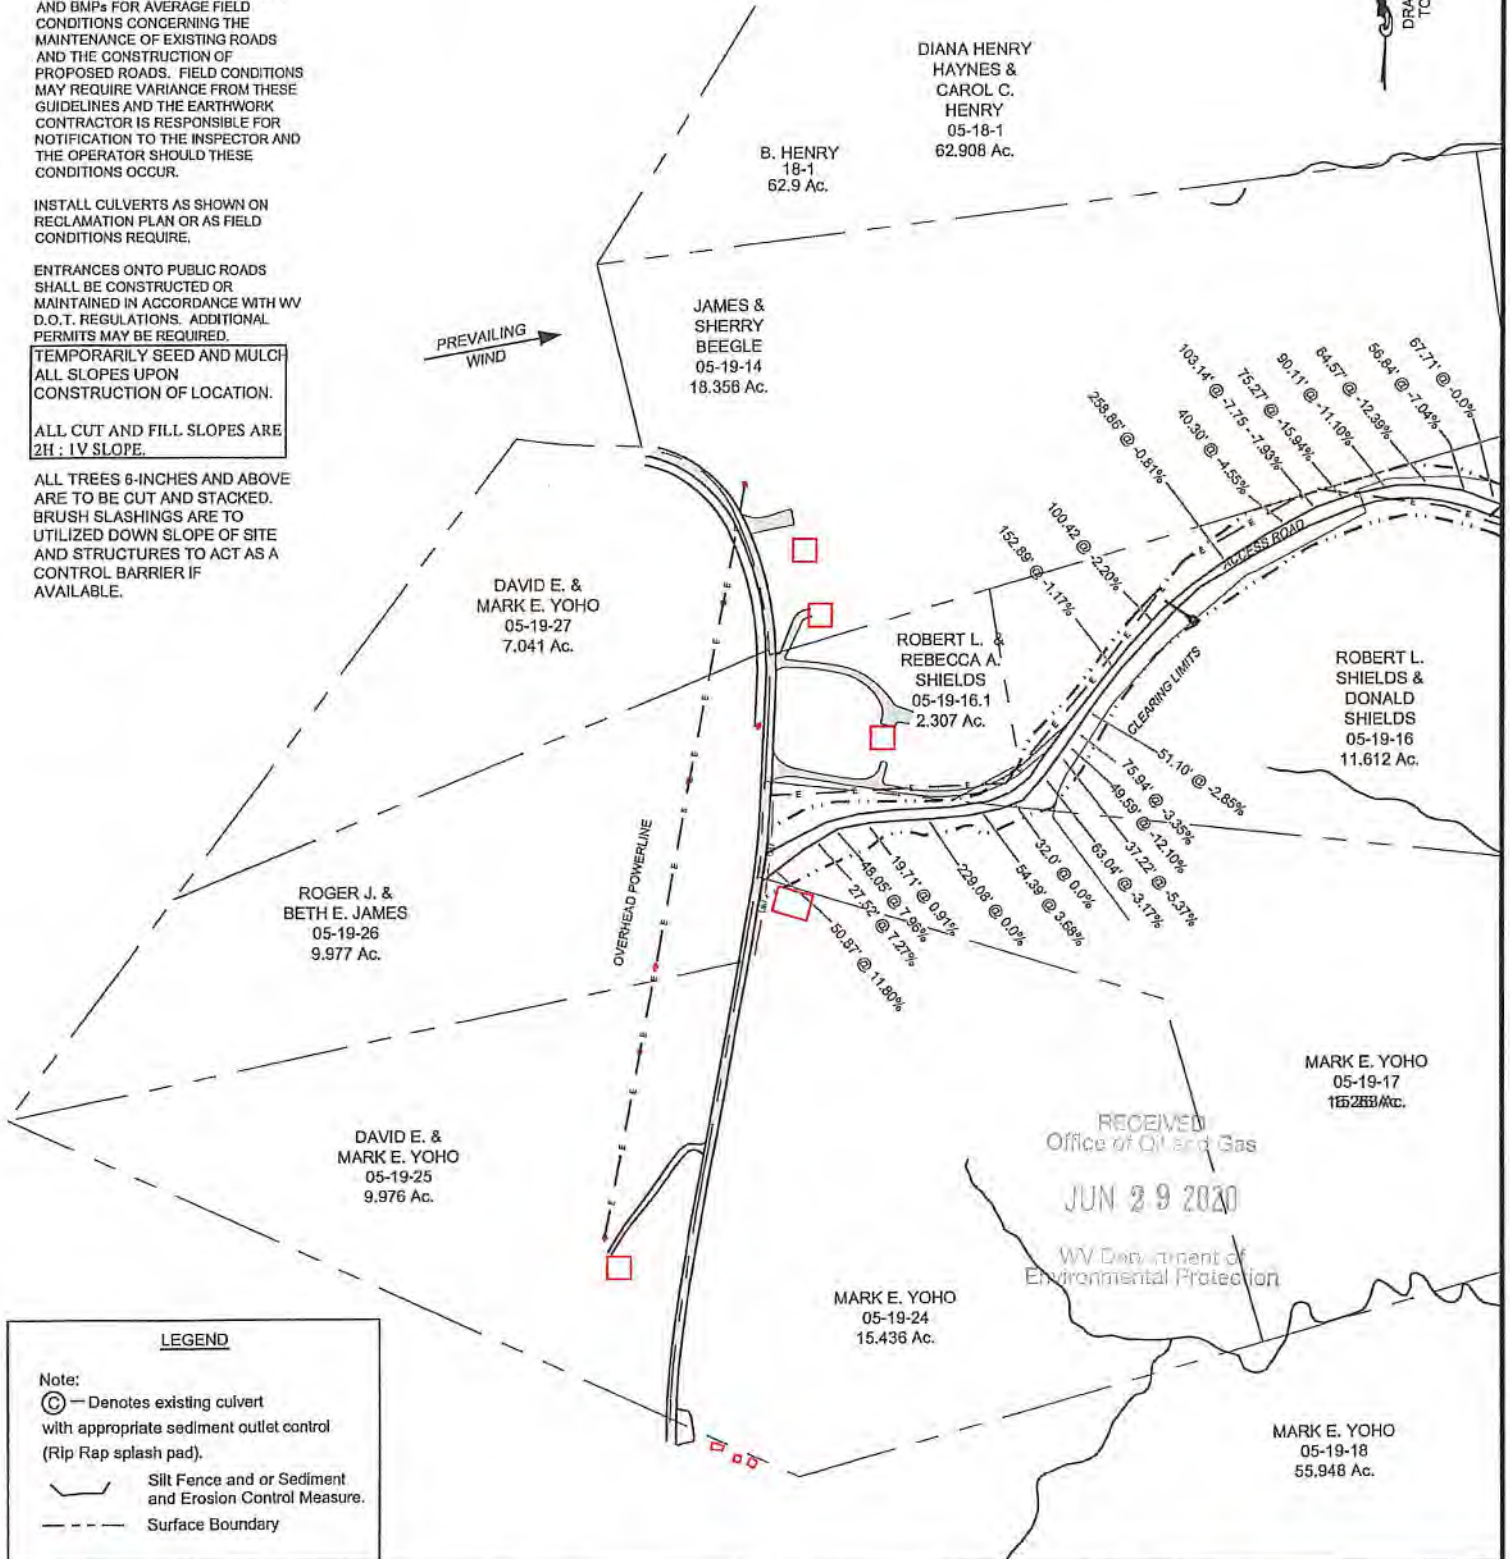 AND BMPs FOR AVERAGE FIELD
CONDITIONS CONCERNING THE
MAINTENANCE OF EXISTING ROADS
AND THE CONSTRUCTION OF
PROPOSED ROADS. FIELD CONDITIONS
MAY REQUIRE VARIANCE FROM THESE
GUIDELINES AND THE EARTHWORK
CONTRACTOR IS RESPONSIBLE FOR
NOTIFICATION TO THE INSPECTOR AND
THE OPERATOR SHOULD THESE
CONDITIONS OCCUR.
INSTALL CULVERTS AS SHOWN ON
RECLAMATION PLAN OR AS FIELD
CONDITIONS REQUIRE.
ENTRANCES ONTO PUBLIC ROADS
SHALL BE CONSTRUCTED OR
MAINTAINED IN ACCORDANCE WITH WV
D.O.T. REGULATIONS. ADDITIONAL
PERMITS MAY BE REQUIRED.
TEMPORARILY SEED AND MULCH
ALL SLOPES UPON
CONSTRUCTION OF LOCATION.
ALL CUT AND FILL SLOPES ARE
2H : 1V SLOPE.
ALL TREES 6-INCHES AND ABOVE
ARE TO BE CUT AND STACKED.
BRUSH SLASHINGS ARE TO
UTILIZED DOWN SLOPE OF SITE
AND STRUCTURES TO ACT AS A
CONTROL BARRIER IF
AVAILABLE.
DIANA HENRY
HAYNES &
CAROL C.
HENRY
05-18-1
62.908 Ac.
B. HENRY
18-1
62.9 Ac.
PREVAILING
WIND
JAMES &
SHERRY
BEEGLE
05-19-14
18.356 Ac.
152.89' @ -1.17%
100.42 @ -2.20%
258.86' @ -0.81%
40.30' @ -4.55%
103.14' @ -7.75 - -7.93%
75.27' @ -15.94%
90.11' @ -11.10%
64.57' @ -12.39%
56.84' @ -7.04%
67.71' @ -0.0%
ACCESS ROAD
CLEARING LIMITS
DAVID E. &
MARK E. YOHO
05-19-27
7.041 Ac.
ROBERT L. &
REBECCA A.
SHIELDS
05-19-16.1
2.307 Ac.
ROBERT L.
SHIELDS &
DONALD
SHIELDS
05-19-16
11.612 Ac.
51.10' @ -2.85%
75.94' @ -3.35%
49.59' @ -12.10%
37.22' @ -5.37%
63.04' @ -3.17%
32.0' @ 0.0%
54.39' @ 3.68%
229.08' @ 0.0%
19.71' @ 0.91%
48.05' @ 7.96%
27.52' @ 7.27%
50.87' @ 11.80%
OVERHEAD POWERLINE
ROGER J. &
BETH E. JAMES
05-19-26
9.977 Ac.
DAVID E. &
MARK E. YOHO
05-19-25
9.976 Ac.
MARK E. YOHO
05-19-17
RECEIVED
Office of Oil and Gas
JUN 29 2020
WV Department of
Environmental Protection
MARK E. YOHO
05-19-24
15.436 Ac.
MARK E. YOHO
05-19-18
55.948 Ac.
LEGEND
Note:
C — Denotes existing culvert
with appropriate sediment outlet control
(Rip Rap splash pad).
Silt Fence and or Sediment
and Erosion Control Measure.
Surface Boundary